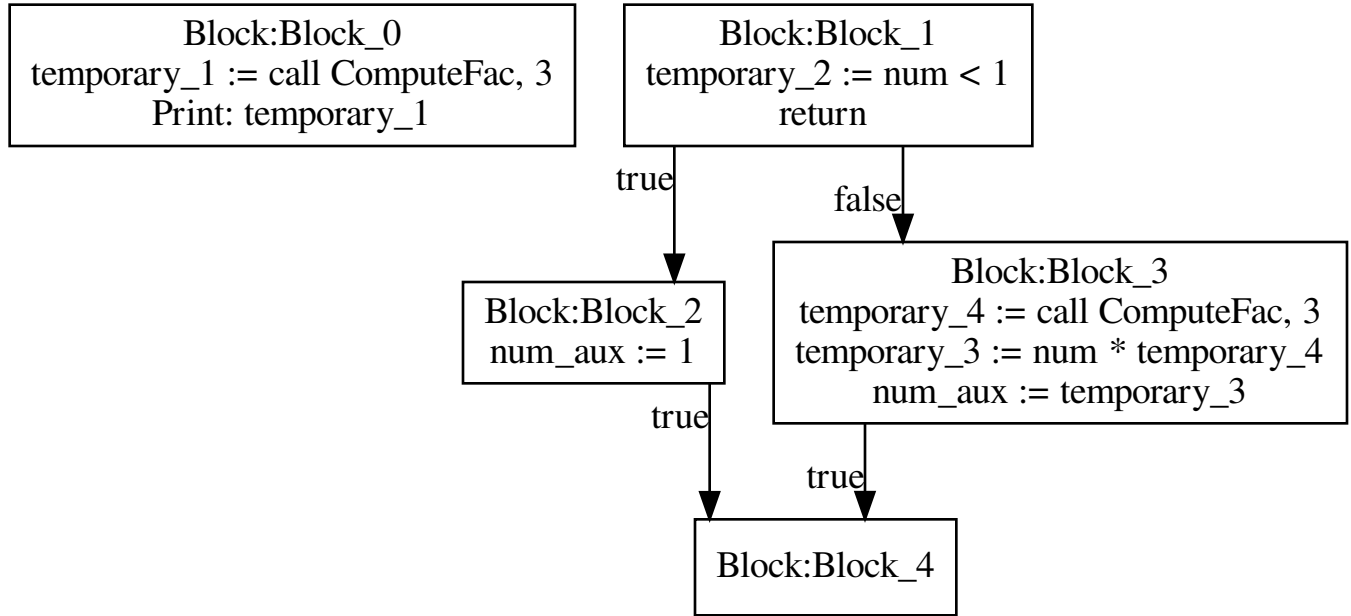 Block:Block_0
temporary_1 := call ComputeFac, 3
Print: temporary_1
Block:Block_1
temporary_2 := num < 1
return
true
false
Block:Block_2
num_aux := 1
Block:Block_3
temporary_4 := call ComputeFac, 3
temporary_3 := num * temporary_4
num_aux := temporary_3
true
true
Block:Block_4